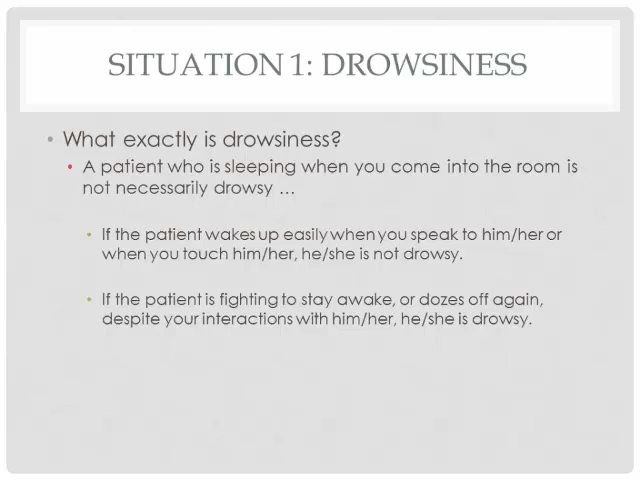 SITUATION 1: DROWSINESS
• What exactly is drowsiness?
• A patient who is sleeping when you come into the room is
not necessarily drowsy …
• If the patient wakes up easily when you speak to him/her or
when you touch him/her, he/she is not drowsy.
• If the patient is fighting to stay awake, or dozes off again,
despite your interactions with him/her, he/she is drowsy.